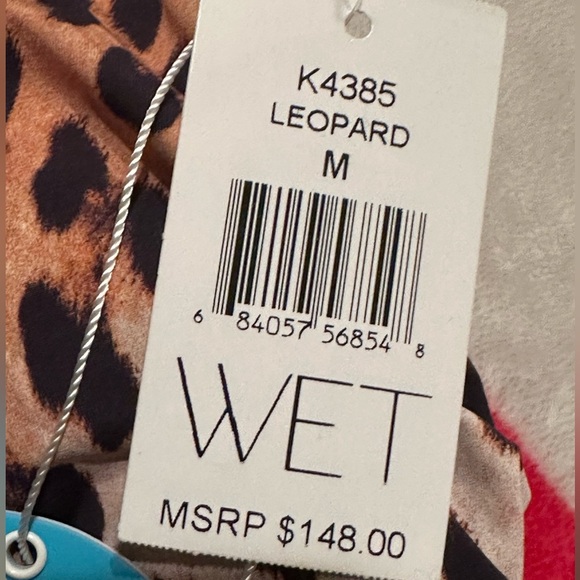 K4385
LEOPARD
M
6 84057 56854 8
WET
MSRP $148.00